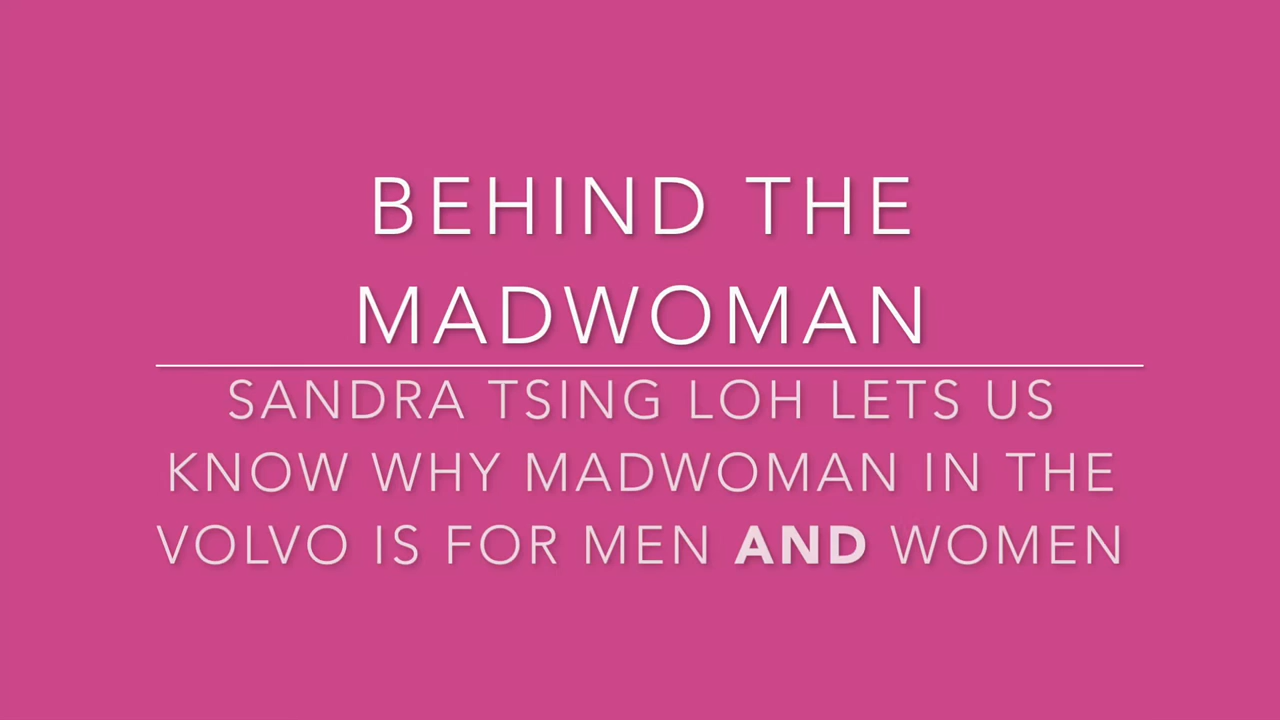 BEHIND THE
MADWOMAN
SANDRA TSING LOH LETS US
KNOW WHY MADWOMAN IN THE
VOLVO IS FOR MEN AND WOMEN